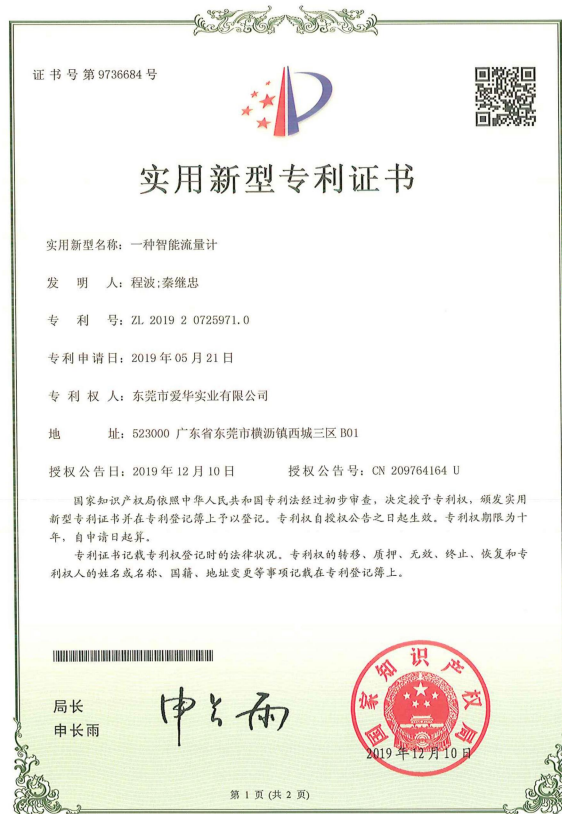 证书号第9736684号
实用新型专利证书
实用新型名称：一种智能流量计
发明人：程波;秦继忠
专利号：ZL 2019 2 0725971.0
专利申请日：2019年05月21日
专利权人：东莞市爱华实业有限公司
地址：523000 广东省东莞市横沥镇西城三区B01
授权公告日：2019年12月10日 授权公告号：CN 209764164 U
国家知识产权局依照中华人民共和国专利法经过初步审查，决定授予专利权，颁发实用
新型专利证书并在专利登记簿上予以登记。专利权自授权公告之日起生效。专利权期限为十
年，自申请日起算。
专利证书记载专利权登记时的法律状况。专利权的转移、质押、无效、终止、恢复和专
利权人的姓名或名称、国籍、地址变更等事项记载在专利登记簿上。
局长
申长雨
申长雨
国家知识产权局
2019年12月10日
第 1 页 (共 2 页)